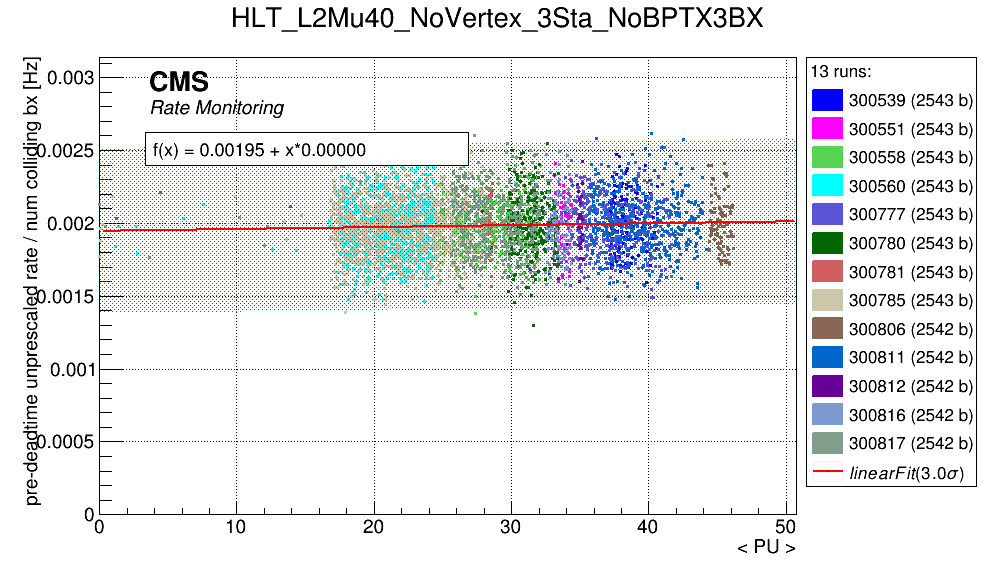 HLT_L2Mu40_NoVertex_3Sta_NoBPTX3BX
pre-deadtime unprescaled rate / num colliding bx [Hz]
0.003
0.0025
0.002
0.0015
0.001
0.0005
0
CMS
Rate Monitoring
f(x) = 0.00195 + x*0.00000
0 10 20 30 40 50
< PU >
13 runs:
300539 (2543 b)
300551 (2543 b)
300558 (2543 b)
300560 (2543 b)
300777 (2543 b)
300780 (2543 b)
300781 (2543 b)
300785 (2543 b)
300806 (2542 b)
300811 (2542 b)
300812 (2542 b)
300816 (2542 b)
300817 (2542 b)
linearFit(3.0σ)